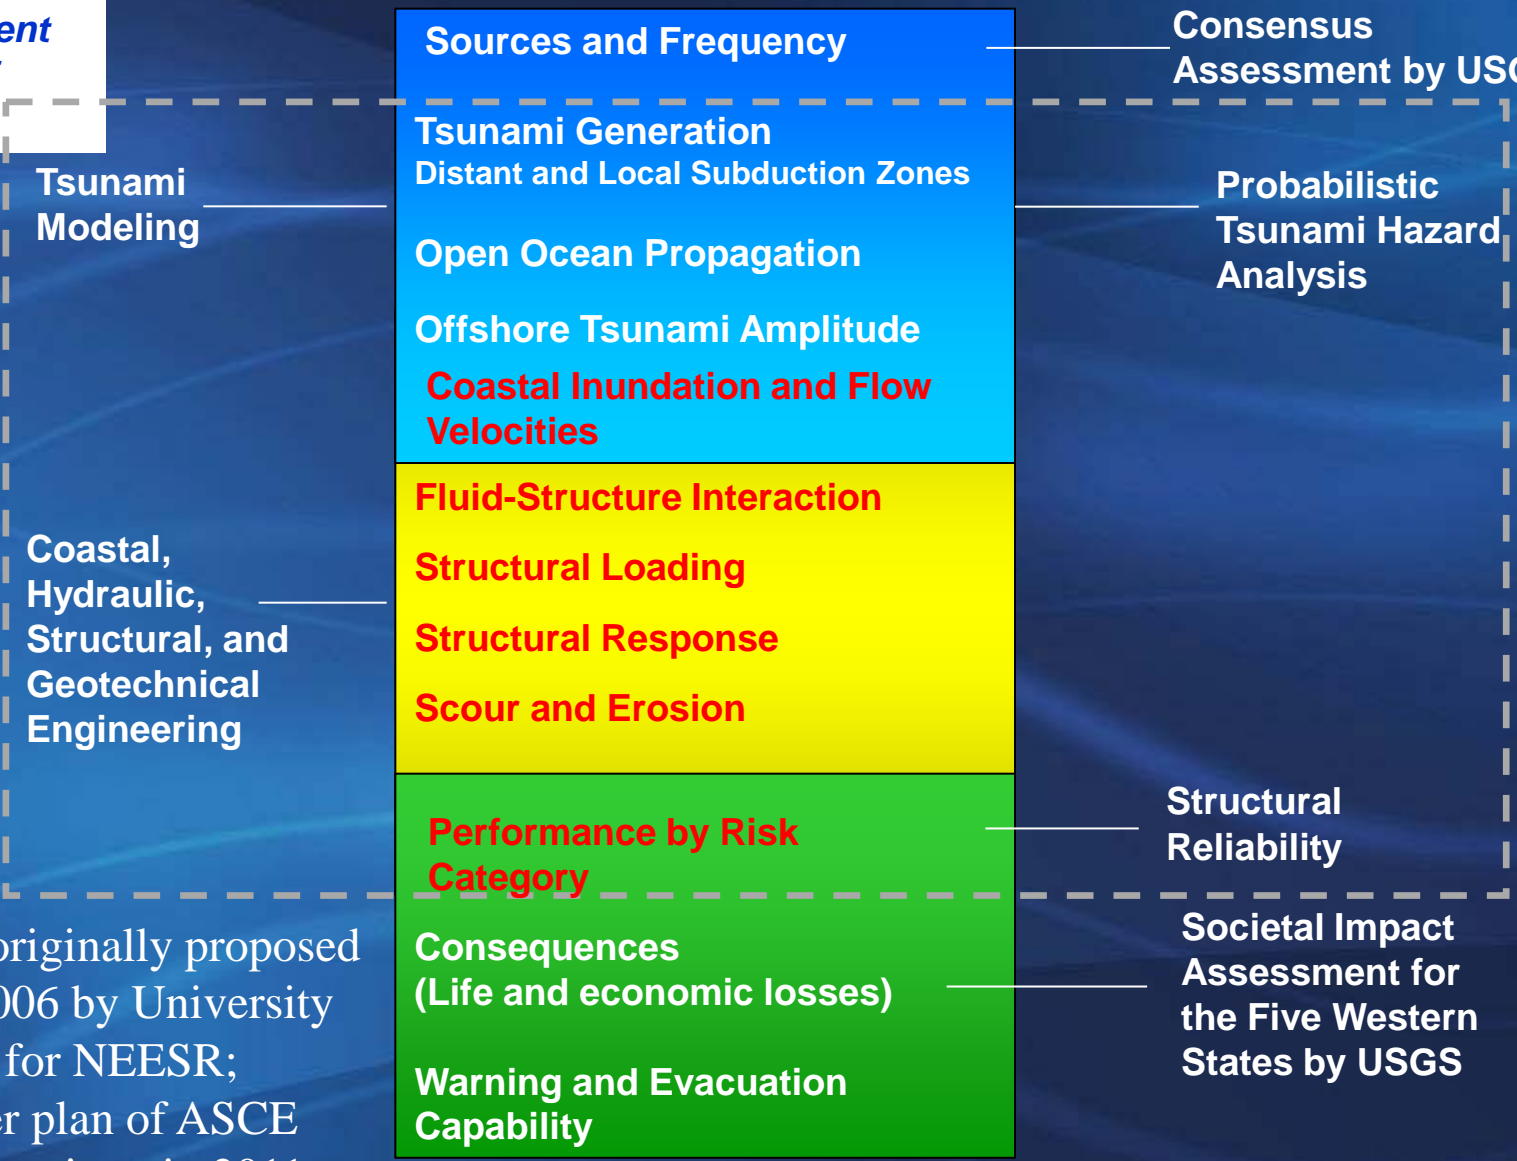 Sources and Frequency
Consensus
Assessment by
Tsunami Generation
Distant and Local Subduction Zones
Tsunami
Modeling
Probabilistic
Tsunami Hazard
Analysis
Open Ocean Propagation
Offshore Tsunami Amplitude
Coastal Inundation and Flow
Velocities
Fluid-Structure Interaction
Structural Loading
Structural Response
Scour and Erosion
Coastal,
Hydraulic,
Structural, and
Geotechnical
Engineering
Performance by Risk
Category
Structural
Reliability
Consequences
(Life and economic losses)
Societal Impact
Assessment for
the Five Western
States by USGS
Warning and Evacuation
Capability
originally proposed
by University
for NEESR;
plan of ASCE